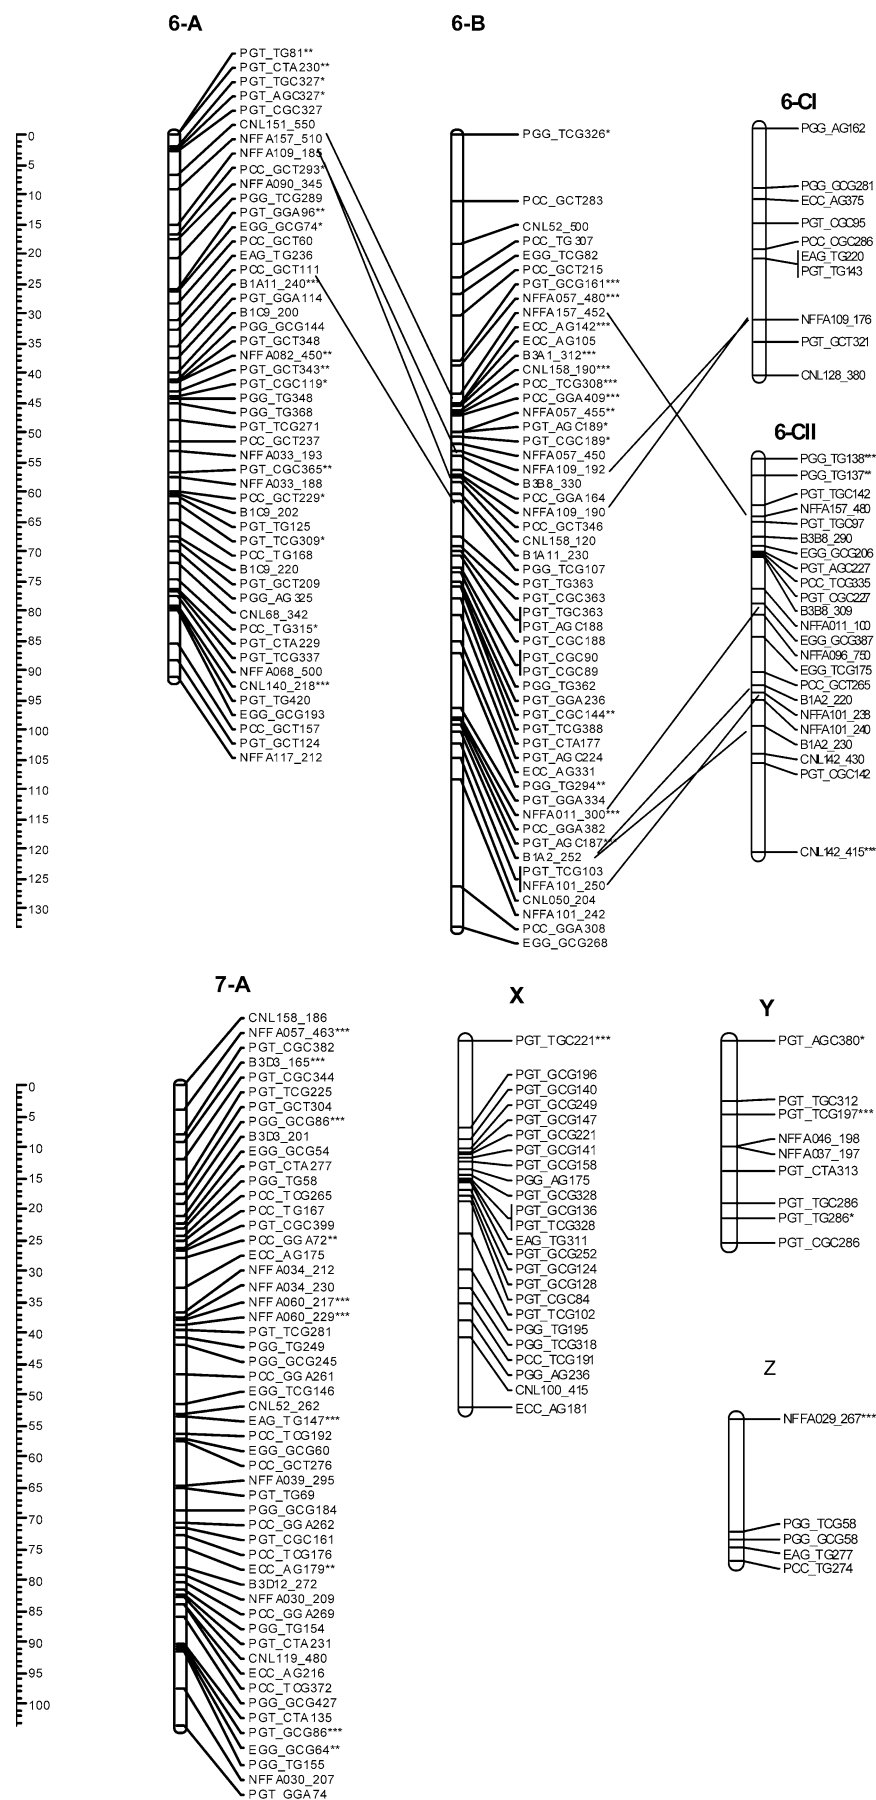 6-A
PGT_TG81**
PGT_CTA230**
PGT_TGC327*
PGT_AGC327*
PGT_CGC327
CNL151_550
NFFA157_510
NFFA109_185
PCC_GCT293*
NFFA090_345
PGG_TCG289
PGT_GGA96**
EGG_GCG74*
PCC_GCT60
EAG_TG236
PCC_GCT111
B1A11_240***
PGT_GGA114
B1C9_200
PGG_GCG144
PGT_GCT348
NFFA082_450**
PGT_GCT343**
PGT_CGC119*
PGG_TG348
PGG_TG368
PGT_TCG271
PCC_GCT237
NFFA033_193
PGT_CGC365**
NFFA033_188
PCC_GCT229*
B1C9_202
PGT_TG125
PGT_TCG309*
PCC_TG168
B1C9_220
PGT_GCT209
PGG_AG325
CNL68_342
PCC_TG315*
PGT_CTA229
PGT_TCG337
NFFA068_500
CNL140_218***
PGT_TG420
EGG_GCG193
PCC_GCT157
PGT_GCT124
NFFA117_212
0
5
10
15
20
25
30
35
40
45
50
55
60
65
70
75
80
85
90
95
100
105
110
115
120
125
130
6-B
PGG_TCG326*
PCC_GCT283
CNL52_500
PCC_TG307
EGG_TCG82
PCC_GCT215
PGT_GCG161***
NFFA057_480***
NFFA157_452
ECC_AG142***
ECC_AG105
B3A1_312***
CNL158_190***
PCC_TCG308***
PCC_GGA409***
NFFA057_455**
PGT_AGC189*
PGT_CGC189*
NFFA057_450
NFFA109_192
B3B8_330
PCC_GGA164
NFFA109_190
PCC_GCT346
CNL158_120
B1A11_230
PGG_TCG107
PGT_TG363
PGT_CGC363
PGT_TGC363
PGT_AGC188
PGT_CGC188
PGT_CGC90
PGT_CGC89
PGG_TG362
PGT_GGA236
PGT_CGC144**
PGT_TCG388
PGT_CTA177
PGT_AGC224
ECC_AG331
PGG_TG294**
PGT_GGA334
NFFA011_300***
PCC_GGA382
PGT_AGC187***
B1A2_252
PGT_TCG103
NFFA101_250
CNL050_204
NFFA101_242
PCC_GGA308
EGG_GCG268
6-CI
PGG_AG162
PGG_GCG281
ECC_AG375
PGT_CGC95
PCC_CGC286
EAG_TG220
PGT_TG143
NFFA109_176
PGT_GCT321
CNL128_380
6-CII
PGG_TG138***
PGG_TG137**
PGT_TGC142
NFFA157_480
PGT_TGC97
B3B8_290
EGG_GCG206
PGT_AGC227
PCC_TCG335
PGT_CGC227
B3B8_309
NFFA011_100
EGG_GCG387
NFFA096_750
EGG_TCG175
PCC_GCT265
B1A2_220
NFFA101_238
NFFA101_240
B1A2_230
CNL142_430
PGT_CGC142
CNL142_415***
7-A
CNL158_186
NFFA057_463***
PGT_CGC382
B3D3_165***
PGT_CGC344
PGT_TCG225
PGT_GCT304
PGG_GCG86***
B3D3_201
EGG_GCG54
PGT_CTA277
PGG_TG58
PCC_TCG265
PCC_TG167
PGT_CGC399
PCC_GGA72**
ECC_AG175
NFFA034_212
NFFA034_230
NFFA060_217***
NFFA060_229***
PGT_TCG281
PGG_TG249
PGG_GCG245
PCC_GGA261
EGG_TCG146
CNL52_262
EAG_TG147***
PCC_TCG192
EGG_GCG60
PCC_GCT276
NFFA039_295
PGT_TG69
PGG_GCG184
PCC_GGA262
PGT_CGC161
PCC_TCG176
ECC_AG179**
B3D12_272
NFFA030_209
PCC_GGA269
PGG_TG154
PGT_CTA231
CNL119_480
ECC_AG216
PCC_TCG372
PGG_GCG427
PGT_CTA135
PGT_GCG86***
EGG_GCG64**
PGG_TG155
NFFA030_207
PGT_GGA74
0
5
10
15
20
25
30
35
40
45
50
55
60
65
70
75
80
85
90
95
100
X
PGT_TGC221***
PGT_GCG196
PGT_GCG140
PGT_GCG249
PGT_GCG147
PGT_GCG221
PGT_GCG141
PGT_GCG158
PGG_AG175
PGT_GCG328
PGT_GCG136
PGT_TCG328
EAG_TG311
PGT_GCG252
PGT_GCG124
PGT_GCG128
PGT_CGC84
PGT_TCG102
PGG_TG195
PGG_TCG318
PCC_TCG191
PGG_AG236
CNL100_415
ECC_AG181
Y
PGT_AGC380*
PGT_TGC312
PGT_TCG197***
NFFA046_198
NFFA037_197
PGT_CTA313
PGT_TGC286
PGT_TG286*
PGT_CGC286
Z
NFFA029_267***
PGG_TCG58
PGG_GCG58
EAG_TG277
PCC_TG274